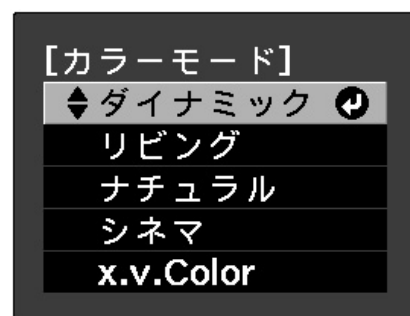 [カラーモード]
ダイナミック
リビング
ナチュラル
シネマ
x.v.Color